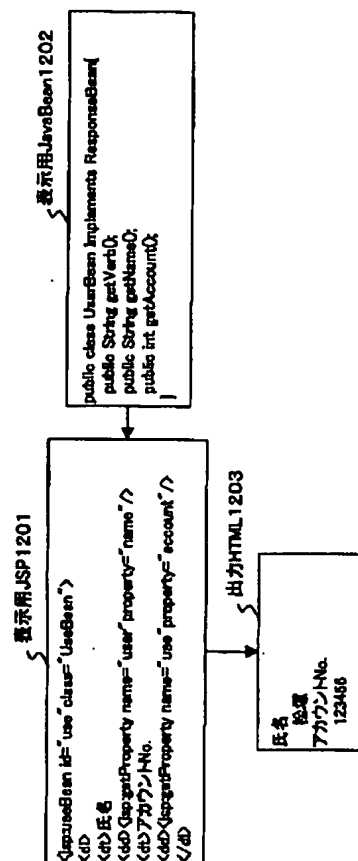 表示用JSP1201
<jsp:useBean id="use" class="UseBean">
<dl>
<dt>氏名
<dd><jsp:getProperty name="user" property="name"/>
<dt>アカウントNo.
<dd><jsp:getProperty name="use" property="account"/>
</dl>
表示用JavaBean1202
public class UserBean Implements ResponseBean{
public String getVerb();
public String getName();
public int getAccount();
}
出力HTML1203
氏名
アカウントNo.
123456